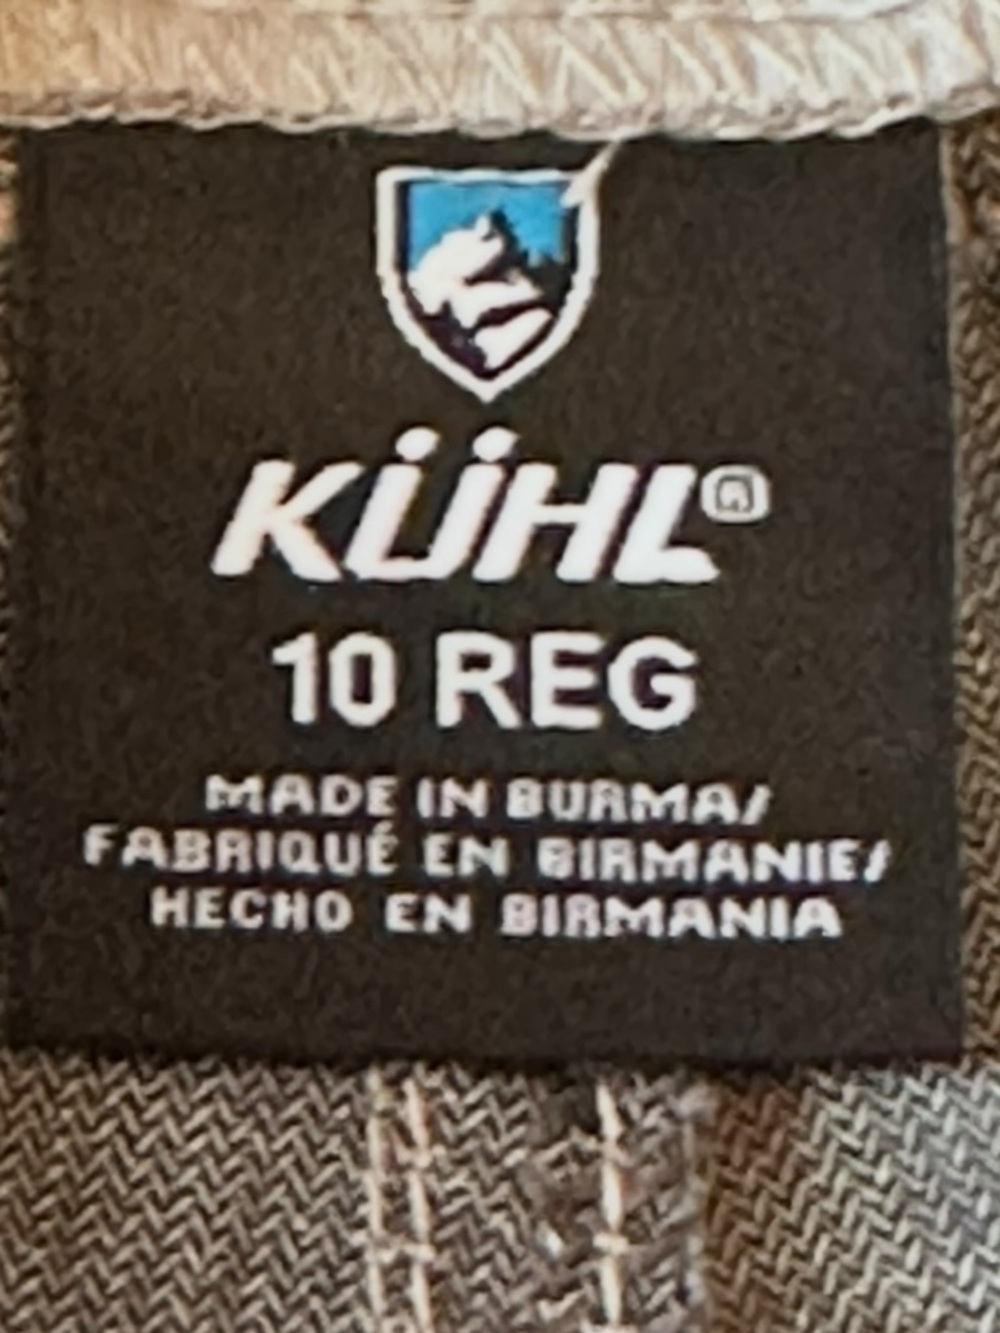 KÜHL®
10 REG
MADE IN BURMA/
FABRIQUÉ EN BIRMANIE/
HECHO EN BIRMANIA